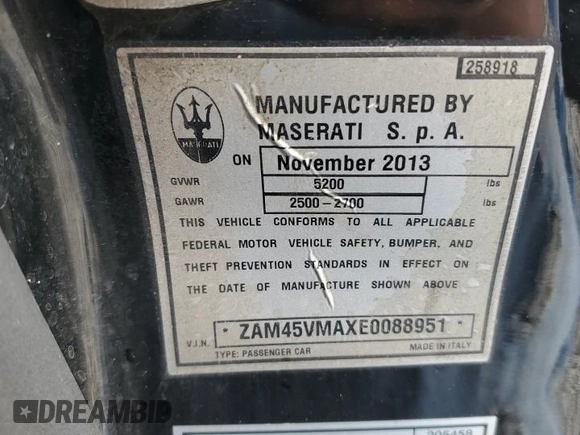 258918
MANUFACTURED BY
MASERATI S. p. A.
MASERATI
ON November 2013
GVWR 5200 lbs
GAWR 2500 - 2700 lbs
THIS VEHICLE CONFORMS TO ALL APPLICABLE
FEDERAL MOTOR VEHICLE SAFETY, BUMPER, AND
THEFT PREVENTION STANDARDS IN EFFECT ON
THE DATE OF MANUFACTURE SHOWN ABOVE
V.I.N. * ZAM45VMAXE0088951 *
TYPE: PASSENGER CAR MADE IN ITALY
DREAMBID